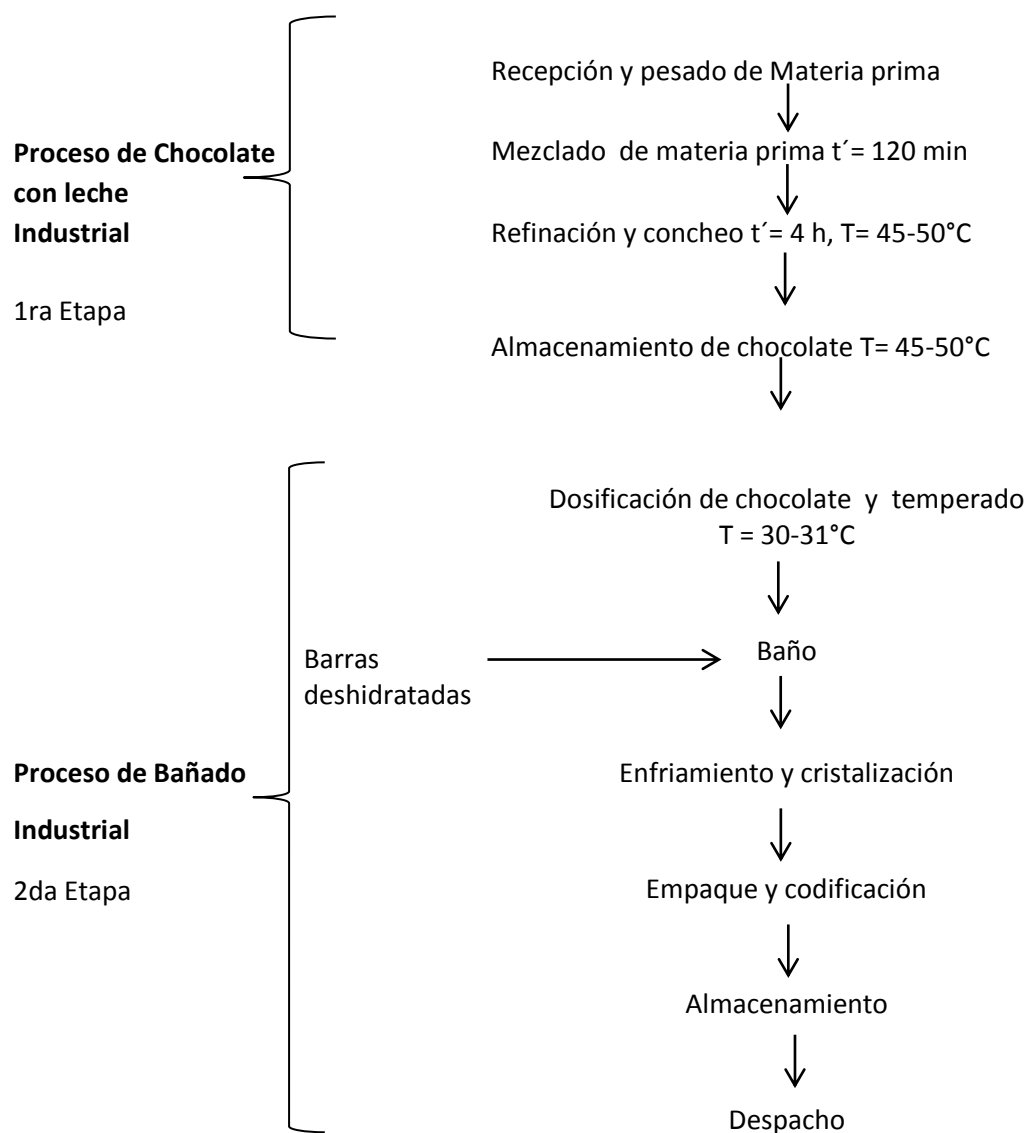 Recepción y pesado de Materia prima
Proceso de Chocolate
con leche
Industrial
1ra Etapa
Mezclado de materia prima t´= 120 min
Refinación y concheo t´= 4 h, T= 45-50°C
Almacenamiento de chocolate T= 45-50°C
Dosificación de chocolate y temperado
T = 30-31°C
Barras
deshidratadas
Baño
Proceso de Bañado
Industrial
2da Etapa
Enfriamiento y cristalización
Empaque y codificación
Almacenamiento
Despacho